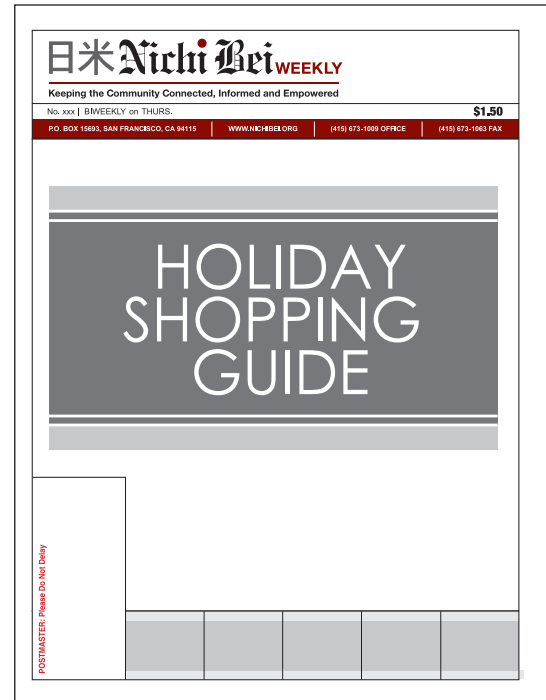 日米 Nichi Bei WEEKLY
Keeping the Community Connected, Informed and Empowered
No. xxx | BIWEEKLY on THURS. $1.50
P.O. BOX 15693, SAN FRANCISCO, CA 94115 | WWW.NICHIBEI.ORG | (415) 673-1009 OFFICE | (415) 673-1063 FAX
HOLIDAY
SHOPPING
GUIDE
POSTMASTER: Please Do Not Delay